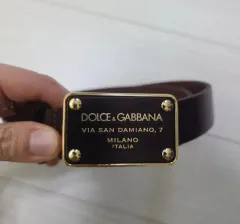 DOLCE & GABBANA
VIA SAN DAMIANO, 7
MILANO
ITALIA